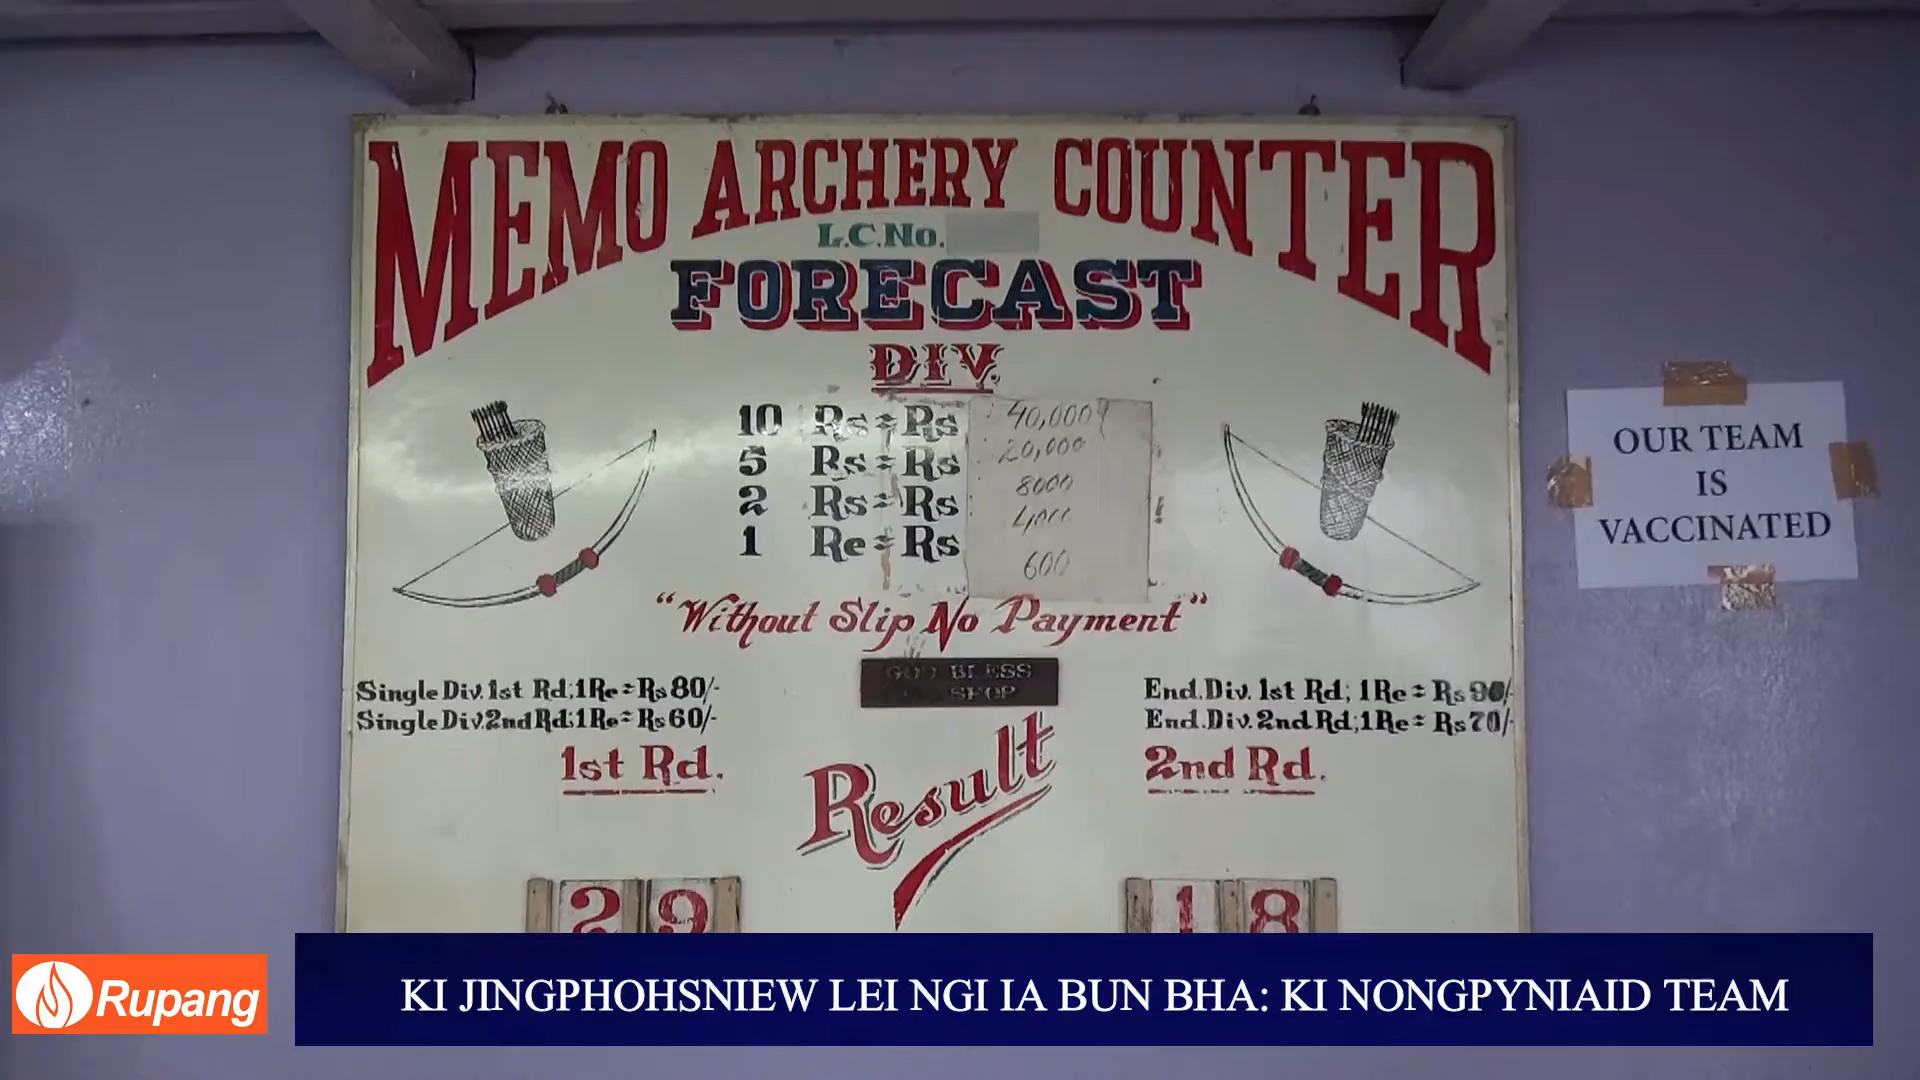 MEMO ARCHERY COUNTER
L.C.No.
FORECAST
DIV.
10 Rs = Rs 40,000
5 Rs = Rs 20,000
2 Rs = Rs 8000
1 Re = Rs 4000
600
"Without Slip No Payment"
GOD BLESS
SHOP
Single Div. 1st Rd; 1Re = Rs 80/-
Single Div. 2nd Rd; 1Re = Rs 60/-
End. Div. 1st Rd; 1Re = Rs 90/-
End. Div. 2nd Rd; 1Re = Rs 70/-
1st Rd.
Result
2nd Rd.
29
18
OUR TEAM
IS
VACCINATED
Rupang
KI JINGPHOHSNIEW LEI NGI IA BUN BHA: KI NONGPYNIAID TEAM